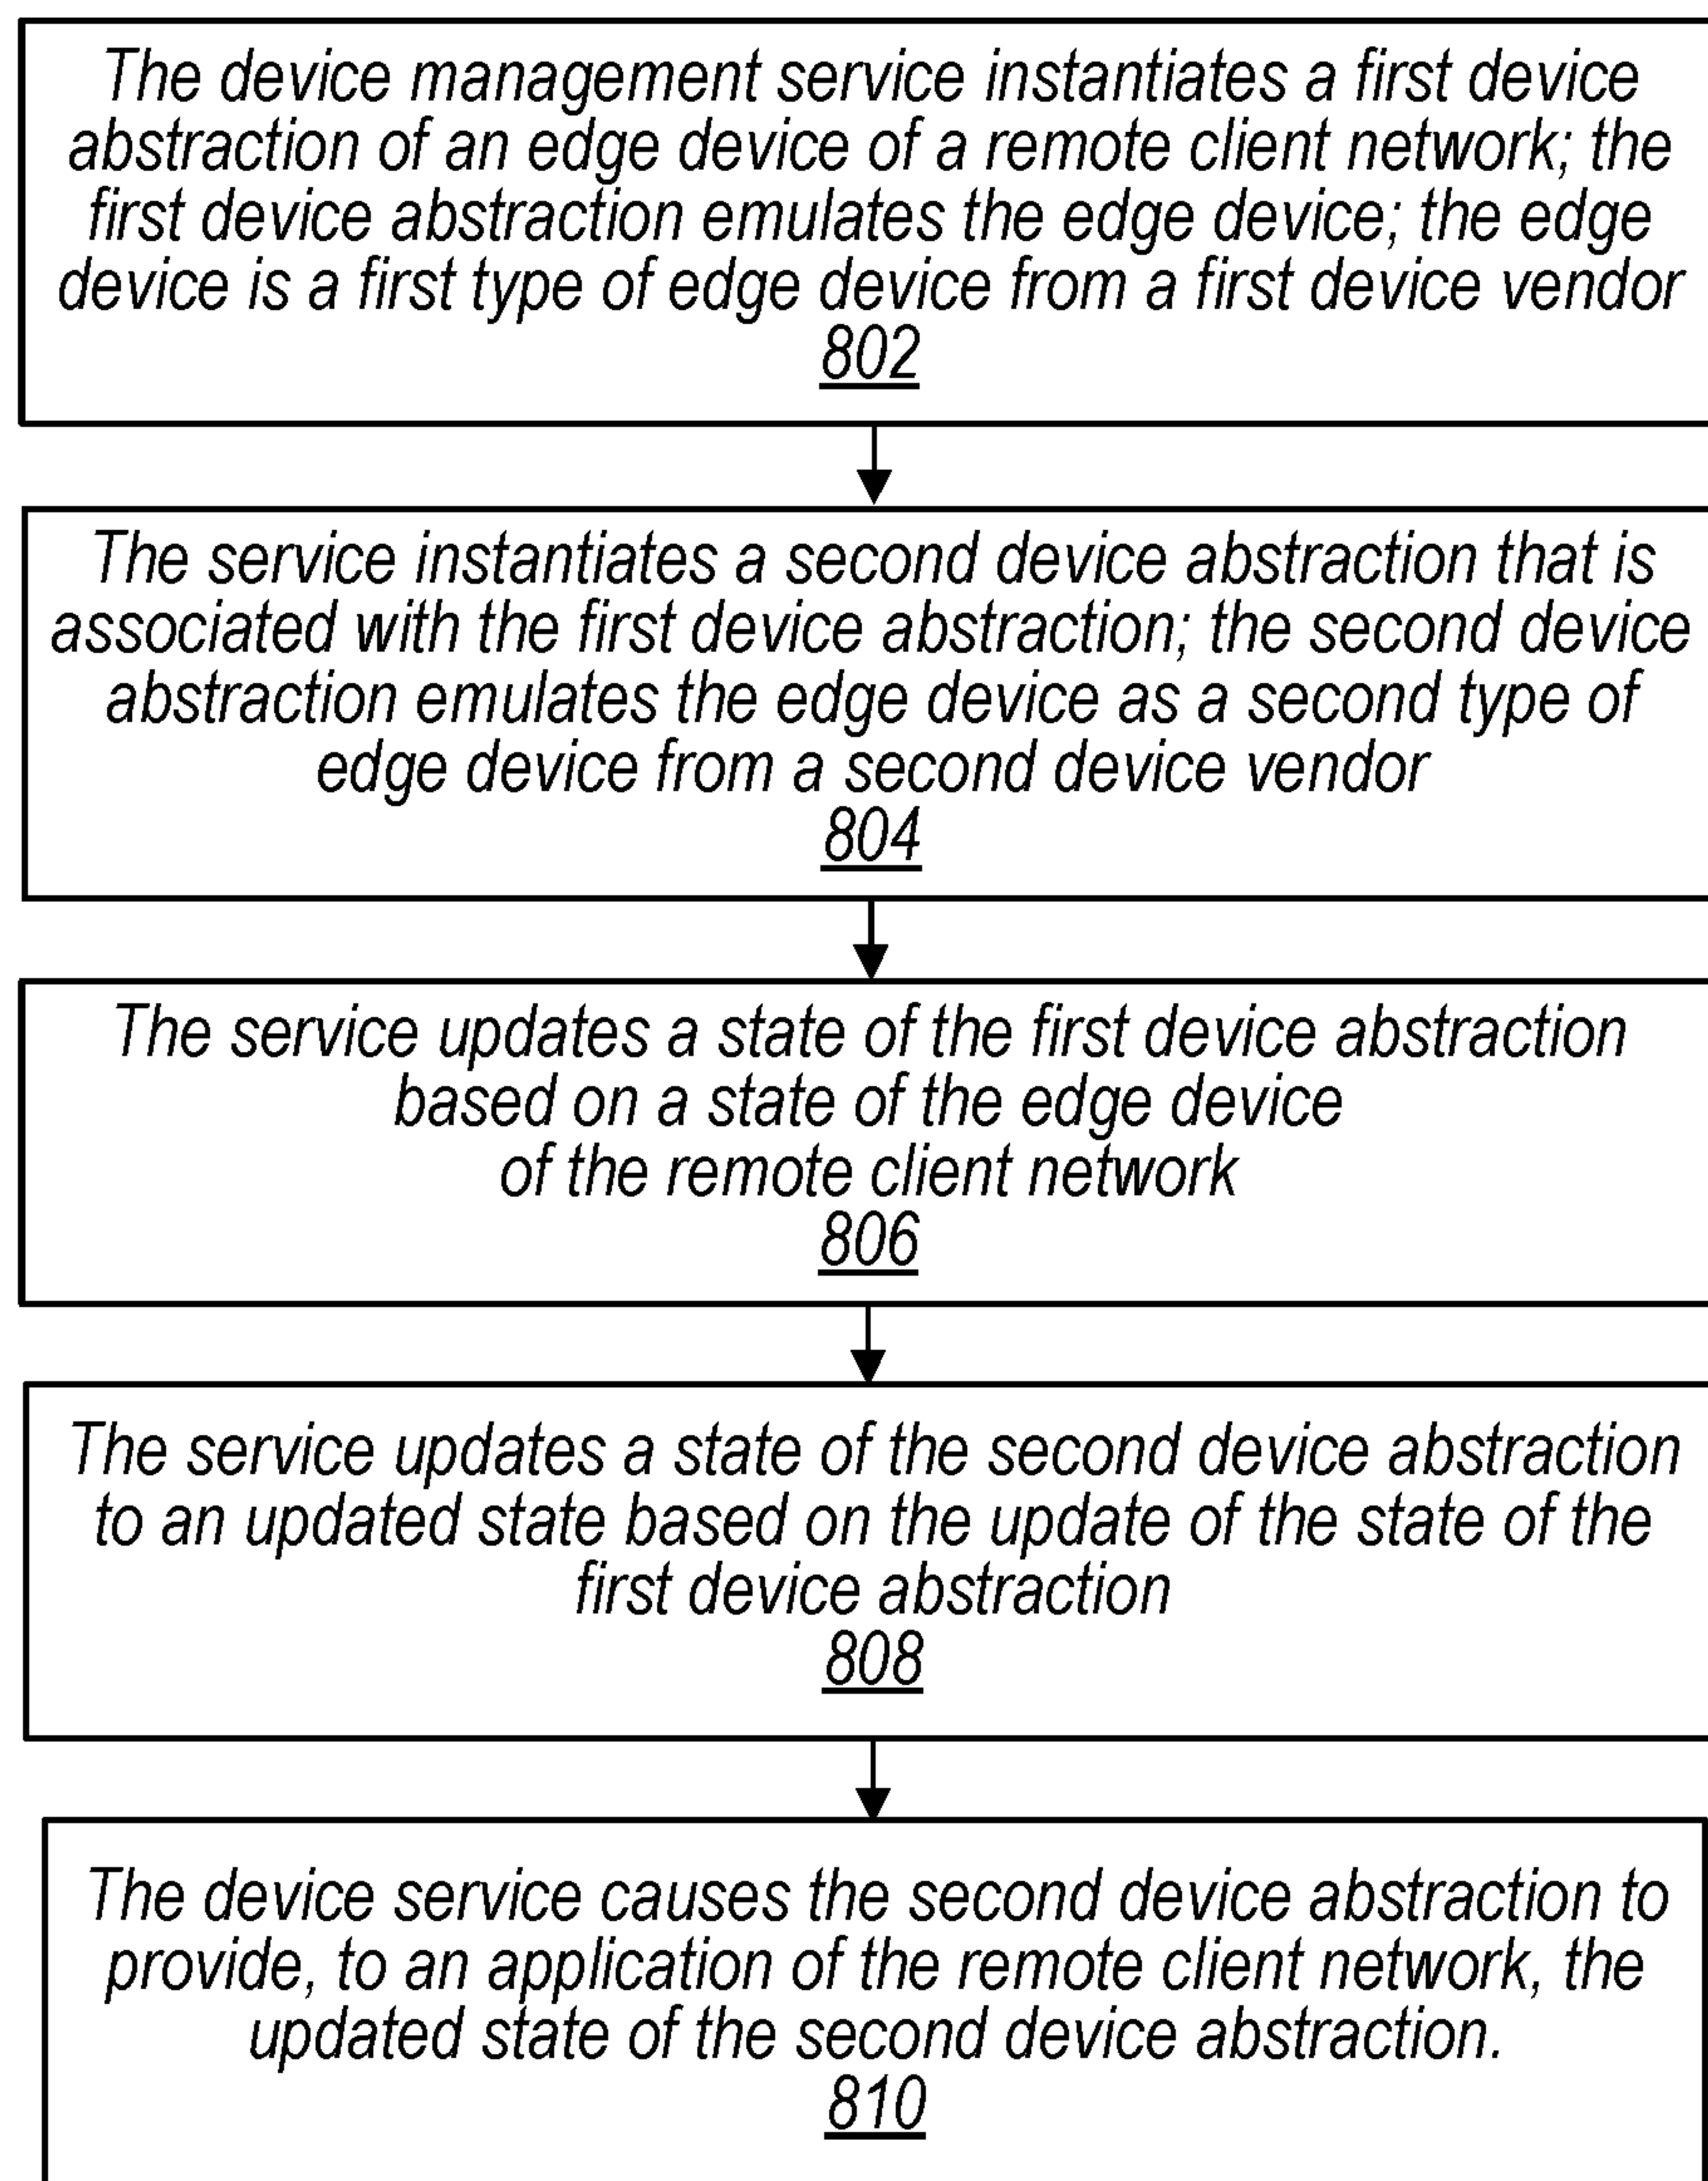 The device management service instantiates a first device
abstraction of an edge device of a remote client network; the
first device abstraction emulates the edge device; the edge
device is a first type of edge device from a first device vendor
802
The service instantiates a second device abstraction that is
associated with the first device abstraction; the second device
abstraction emulates the edge device as a second type of
edge device from a second device vendor
804
The service updates a state of the first device abstraction
based on a state of the edge device
of the remote client network
806
The service updates a state of the second device abstraction
to an updated state based on the update of the state of the
first device abstraction
808
The device service causes the second device abstraction to
provide, to an application of the remote client network, the
updated state of the second device abstraction.
810